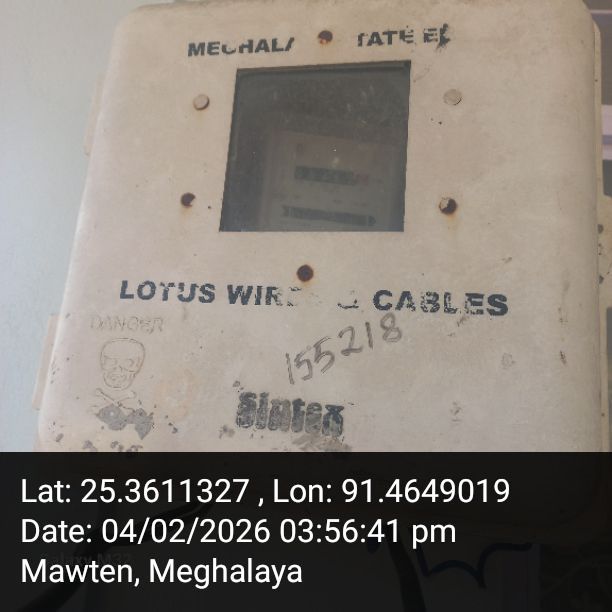 LOTUS CABLES
DANGER
155218
sintex
Lat: 25.3611327 , Lon: 91.4649019
Date: 04/02/2026 03:56:41 pm
Mawten, Meghalaya